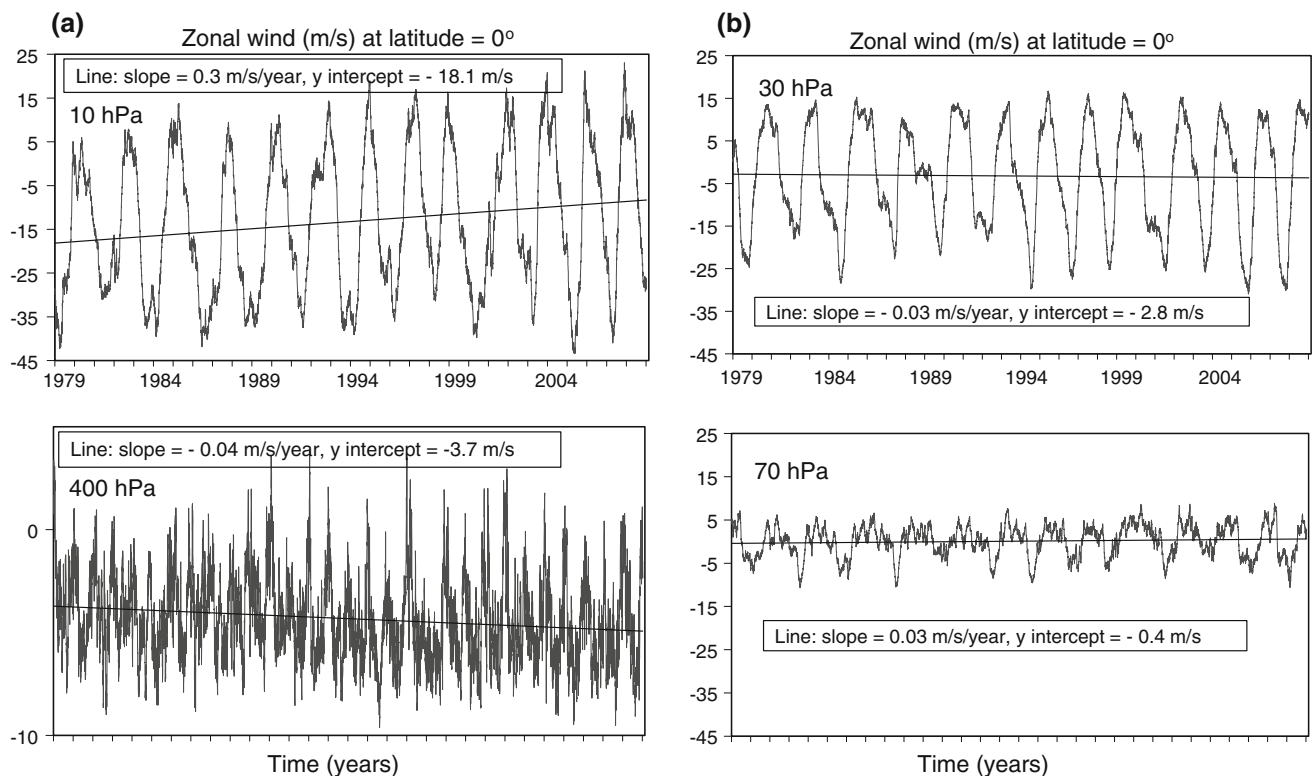 (a)
Zonal wind (m/s) at latitude = 0º
25
15
5
-5
-15
-25
-35
-45
Line: slope = 0.3 m/s/year, y intercept = - 18.1 m/s
10 hPa
1979 1984 1989 1994 1999 2004
Line: slope = - 0.04 m/s/year, y intercept = -3.7 m/s
400 hPa
0
-10
Time (years)
(b)
Zonal wind (m/s) at latitude = 0º
25
15
5
-5
-15
-25
-35
-45
30 hPa
Line: slope = - 0.03 m/s/year, y intercept = - 2.8 m/s
1979 1984 1989 1994 1999 2004
25
15
5
-5
-15
-25
-35
-45
70 hPa
Line: slope = 0.03 m/s/year, y intercept = - 0.4 m/s
Time (years)